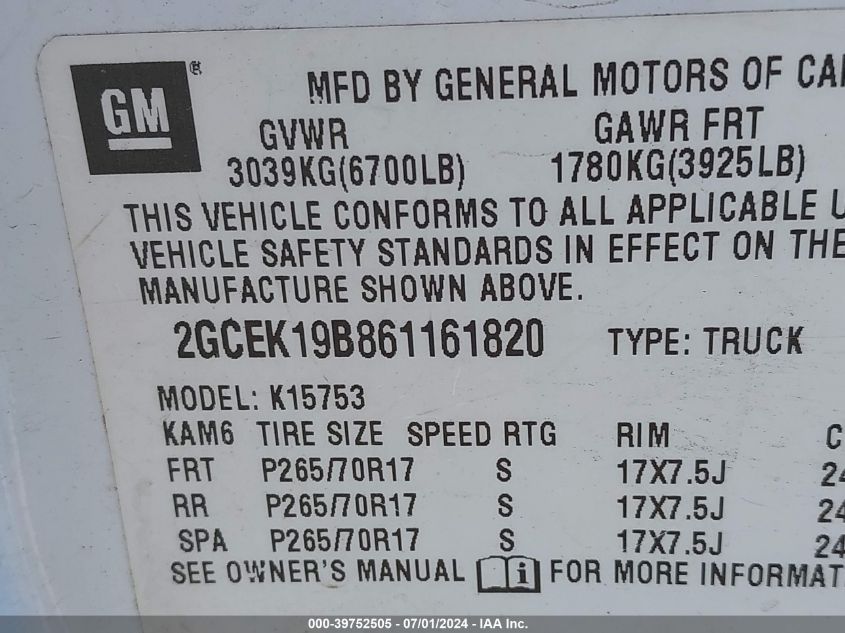 GM®
MFD BY GENERAL MOTORS OF
GVWR GAWR FRT
3039KG(6700LB) 1780KG(3925LB)
THIS VEHICLE CONFORMS TO ALL APPLICABLE
VEHICLE SAFETY STANDARDS IN EFFECT ON THE
MANUFACTURE SHOWN ABOVE.
2GCEK19B861161820 TYPE: TRUCK
MODEL: K15753
KAM6 TIRE SIZE SPEED RTG RIM
FRT P265/70R17 S 17X7.5J
RR P265/70R17 S 17X7.5J
SPA P265/70R17 S 17X7.5J
SEE OWNER'S MANUAL FOR MORE
000-39752505 - 07/01/2024 - IAA Inc.